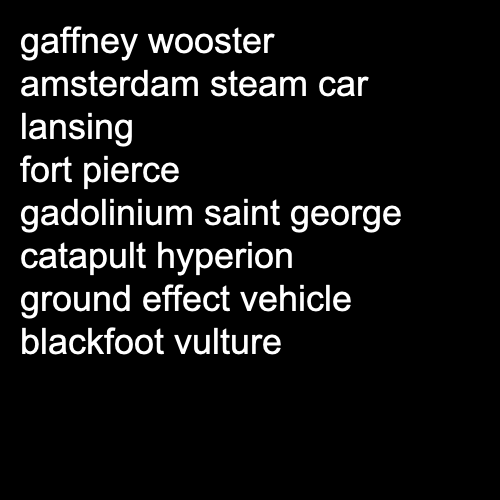 gaffney wooster
amsterdam steam car
lansing
fort pierce
gadolinium saint george
catapult hyperion
ground effect vehicle
blackfoot vulture